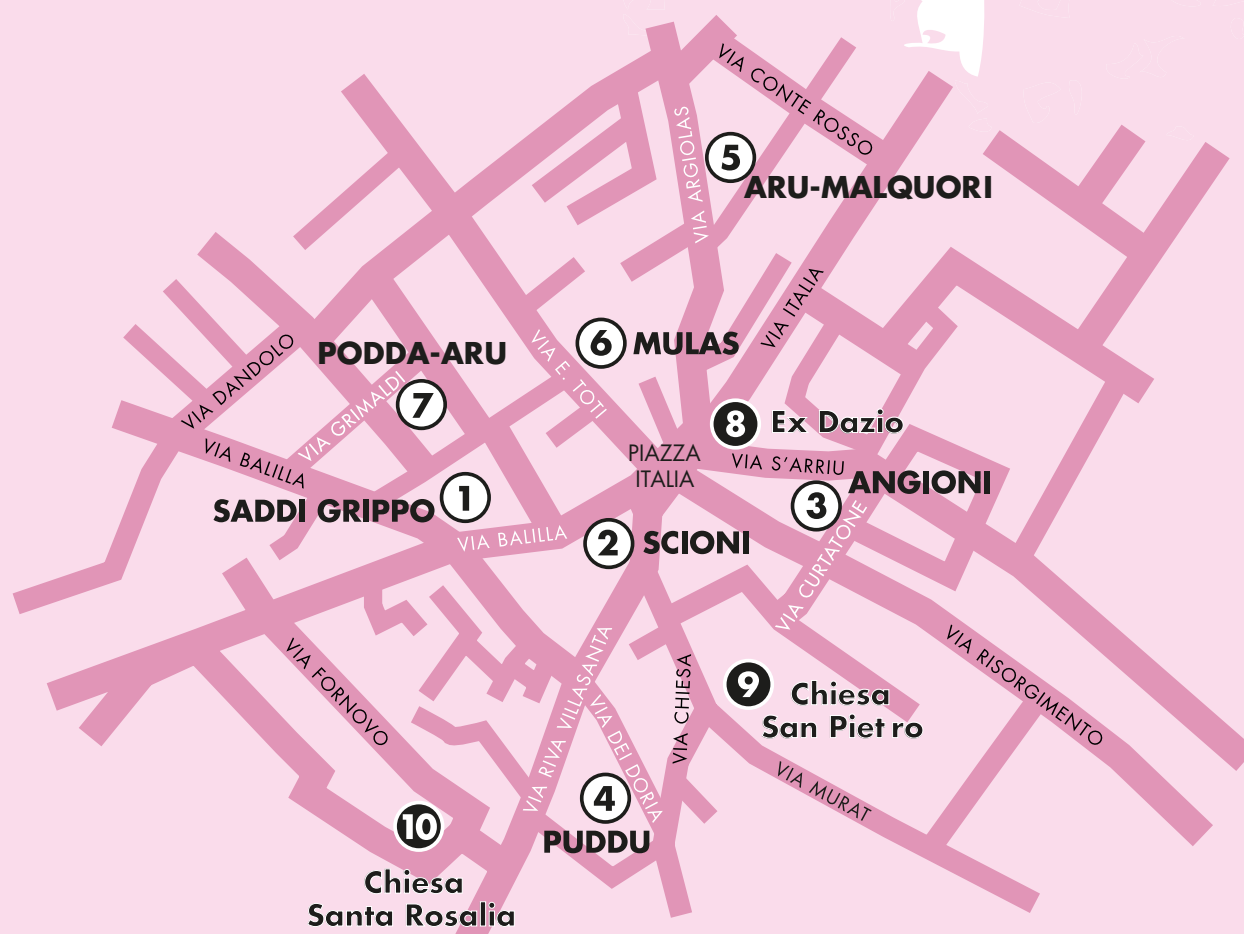 VIA CONTE ROSSO
VIA ARGIOLAS
5
ARU-MALQUORI
VIA ITALIA
VIA E. TOTI
6 MULAS
VIA DANDOLO
PODDA-ARU
7
VIA GRIMALDI
VIA BALILLA
8 Ex Dazio
PIAZZA
ITALIA
VIA S'ARRIU
ANGIONI
3
SADDI GRIPPO
1
VIA BALILLA
2 SCIONI
VIA CURTATONE
VIA FORNOVO
VIA RIVA VILLASANTA
VIA DEI DORIA
VIA CHIESA
9
Chiesa
San Piet ro
VIA RISORGIMENTO
VIA MURAT
4
PUDDU
10
Chiesa
Santa Rosalia